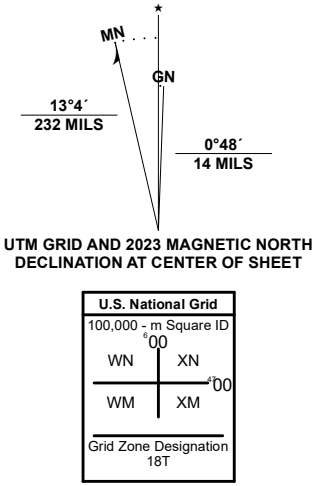 ★
MN
GN
13°4´
232 MILS
0°48´
14 MILS
UTM GRID AND 2023 MAGNETIC NORTH
DECLINATION AT CENTER OF SHEET
U.S. National Grid
100,000 - m Square ID
⁶00
WN XN
⁴⁷00
WM XM
Grid Zone Designation
18T